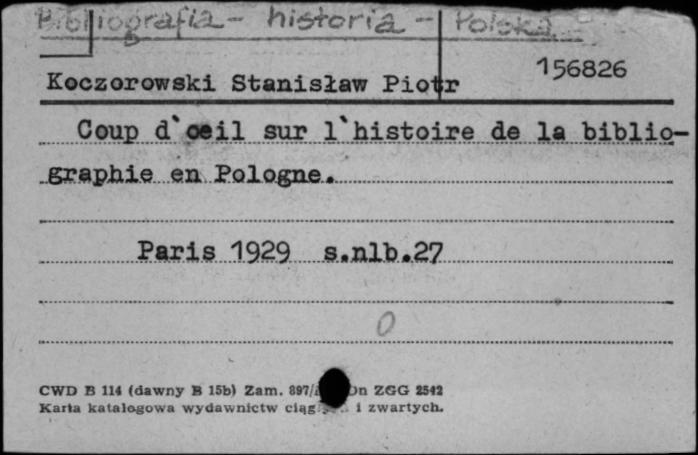 Bibliografia - historia - Polska
156826
Koczorowski Stanisław Piotr
Coup d`oeil sur l`histoire de la biblio-
graphie en Pologne.
Paris 1929 s.nlb.27
0
CWD B 114 (dawny B 15b) Zam. 897/ On ZGG 2542
Karta katalogowa wydawnictw i zwartych.